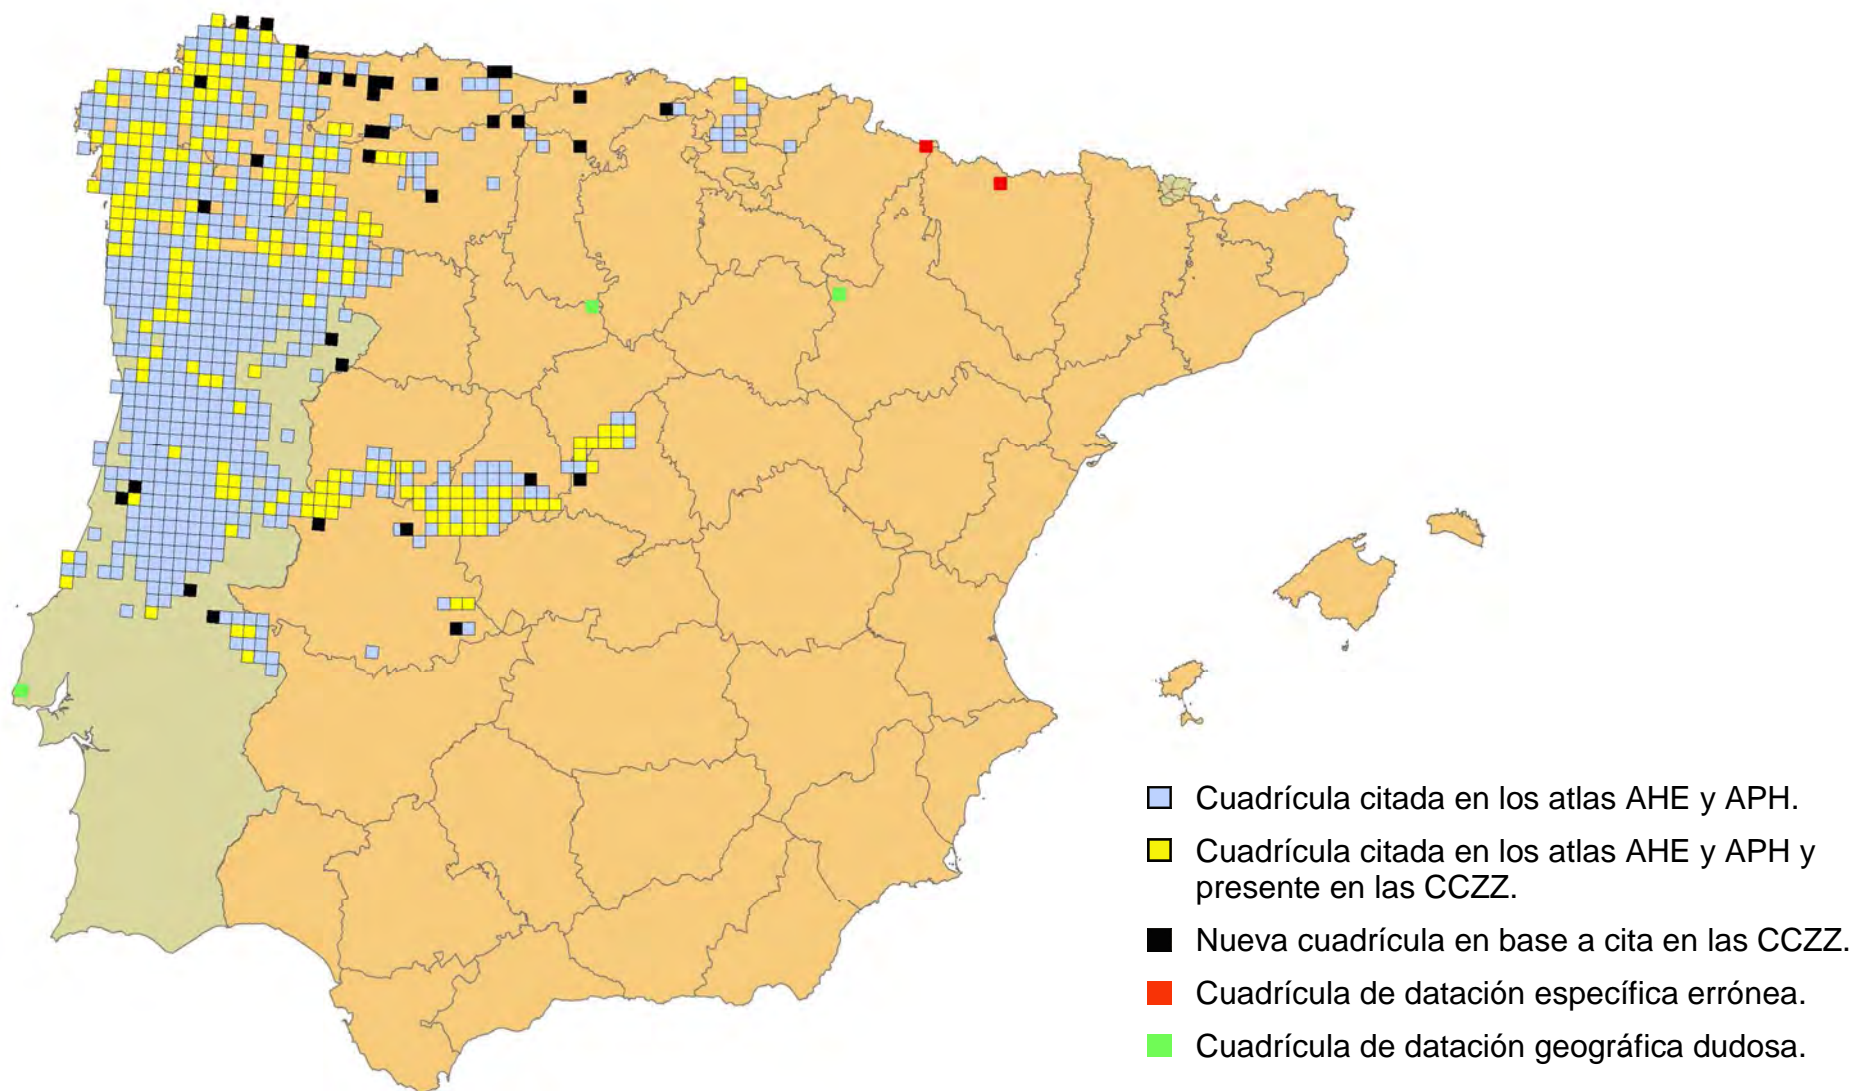 Cuadrícula citada en los atlas AHE y APH.
Cuadrícula citada en los atlas AHE y APH y
presente en las CCZZ.
Nueva cuadrícula en base a cita en las CCZZ.
Cuadrícula de datación específica errónea.
Cuadrícula de datación geográfica dudosa.